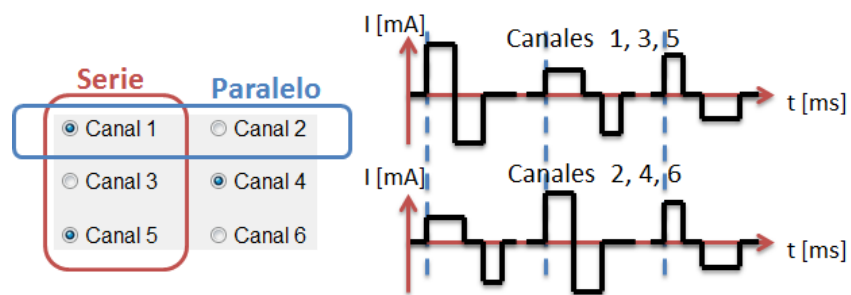 Serie
Paralelo
Canal 1
Canal 2
Canal 3
Canal 4
Canal 5
Canal 6
I [mA]
Canales 1, 3, 5
t [ms]
I [mA]
Canales 2, 4, 6
t [ms]